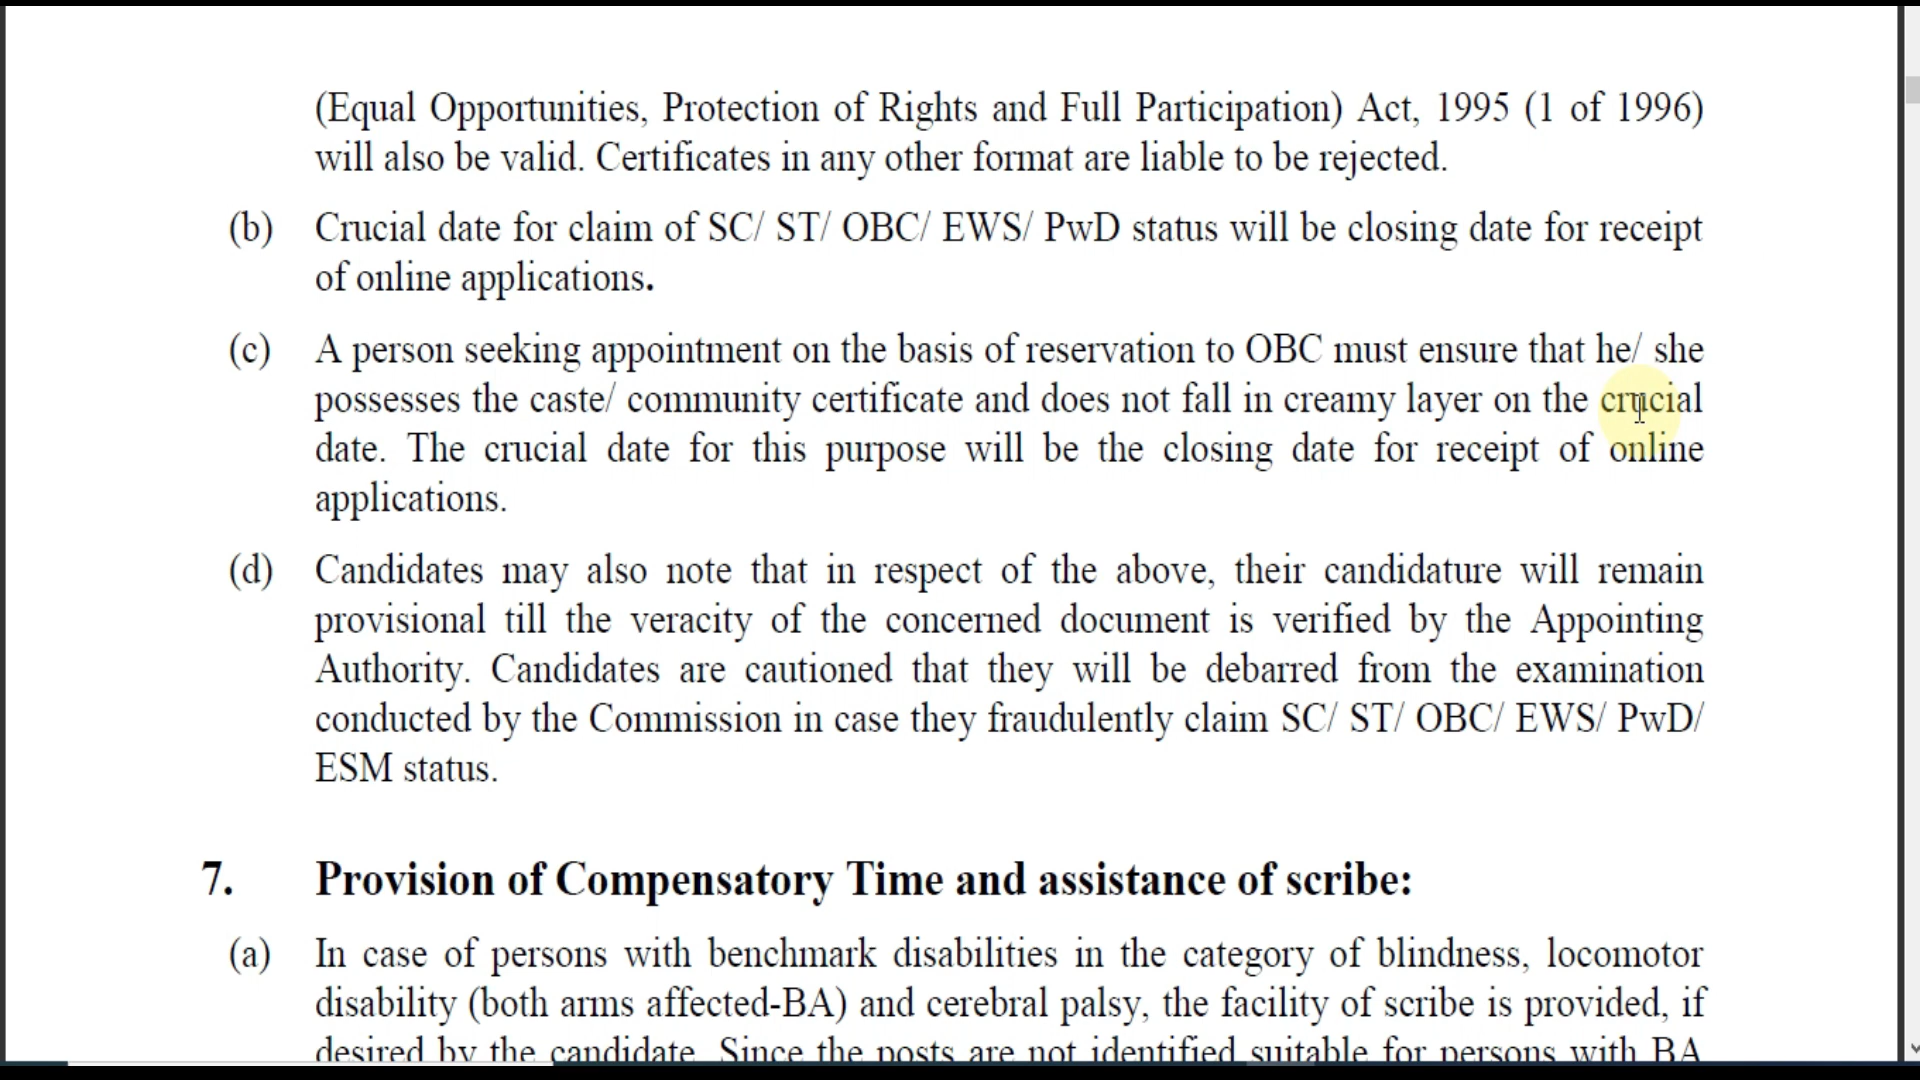 (Equal Opportunities, Protection of Rights and Full Participation) Act, 1995 (1 of 1996)
will also be valid. Certificates in any other format are liable to be rejected.
(b) Crucial date for claim of SC/ ST/ OBC/ EWS/ PwD status will be closing date for receipt
of online applications.
(c) A person seeking appointment on the basis of reservation to OBC must ensure that he/ she
possesses the caste/ community certificate and does not fall in creamy layer on the crucial
date. The crucial date for this purpose will be the closing date for receipt of online
applications.
(d) Candidates may also note that in respect of the above, their candidature will remain
provisional till the veracity of the concerned document is verified by the Appointing
Authority. Candidates are cautioned that they will be debarred from the examination
conducted by the Commission in case they fraudulently claim SC/ ST/ OBC/ EWS/ PwD/
ESM status.
7. Provision of Compensatory Time and assistance of scribe:
(a) In case of persons with benchmark disabilities in the category of blindness, locomotor
disability (both arms affected-BA) and cerebral palsy, the facility of scribe is provided, if
desired by the candidate. Since the posts are not identified suitable for persons with BA